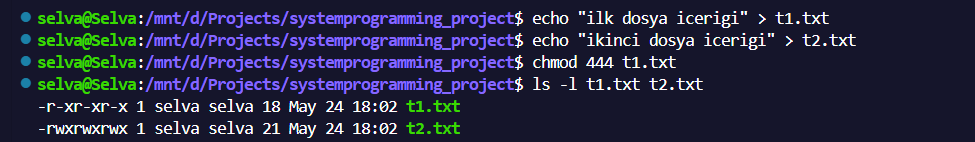 selva@Selva:/mnt/d/Projects/systemprogramming_project$ echo "ilk dosya icerigi" > t1.txt
selva@Selva:/mnt/d/Projects/systemprogramming_project$ echo "ikinci dosya icerigi" > t2.txt
selva@Selva:/mnt/d/Projects/systemprogramming_project$ chmod 444 t1.txt
selva@Selva:/mnt/d/Projects/systemprogramming_project$ ls -l t1.txt t2.txt
-r-xr-xr-x 1 selva selva 18 May 24 18:02 t1.txt
-rwxrwxrwx 1 selva selva 21 May 24 18:02 t2.txt